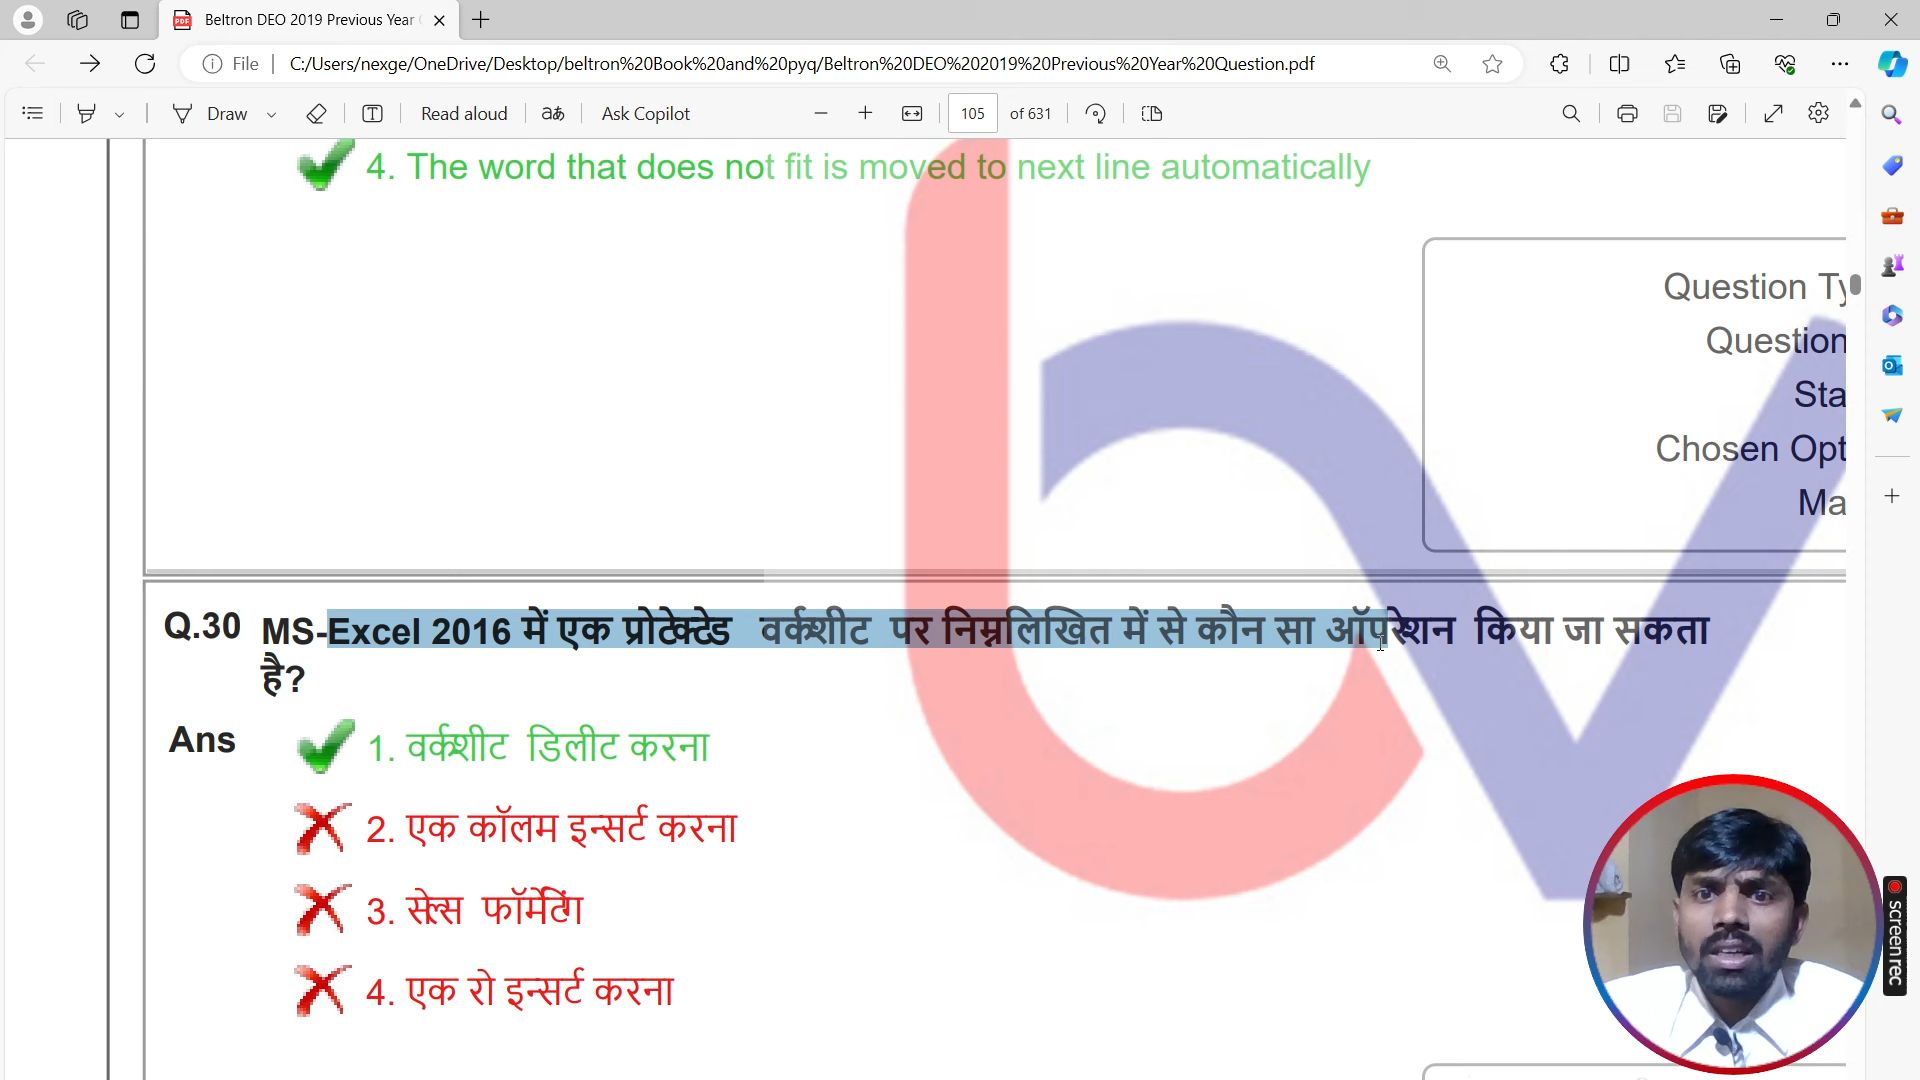 Beltron DEO 2019 Previous Year
File
C:/Users/nexge/OneDrive/Desktop/beltron%20Book%20and%20pyq/Beltron%20DEO%202019%20Previous%20Year%20Question.pdf
Draw
Read aloud
aあ
Ask Copilot
105
of 631
4. The word that does not fit is moved to next line automatically
Question Ty
Question
Sta
Chosen Opt
Ma
Q.30 MS-Excel 2016 में एक प्रोटेक्टेड वर्कशीट पर निम्नलिखित में से कौन सा ऑपरेशन किया जा सकता
है?
Ans
1. वर्कशीट डिलीट करना
2. एक कॉलम इन्सर्ट करना
3. सेल्स फॉर्मेटिंग
4. एक रो इन्सर्ट करना
screenrec